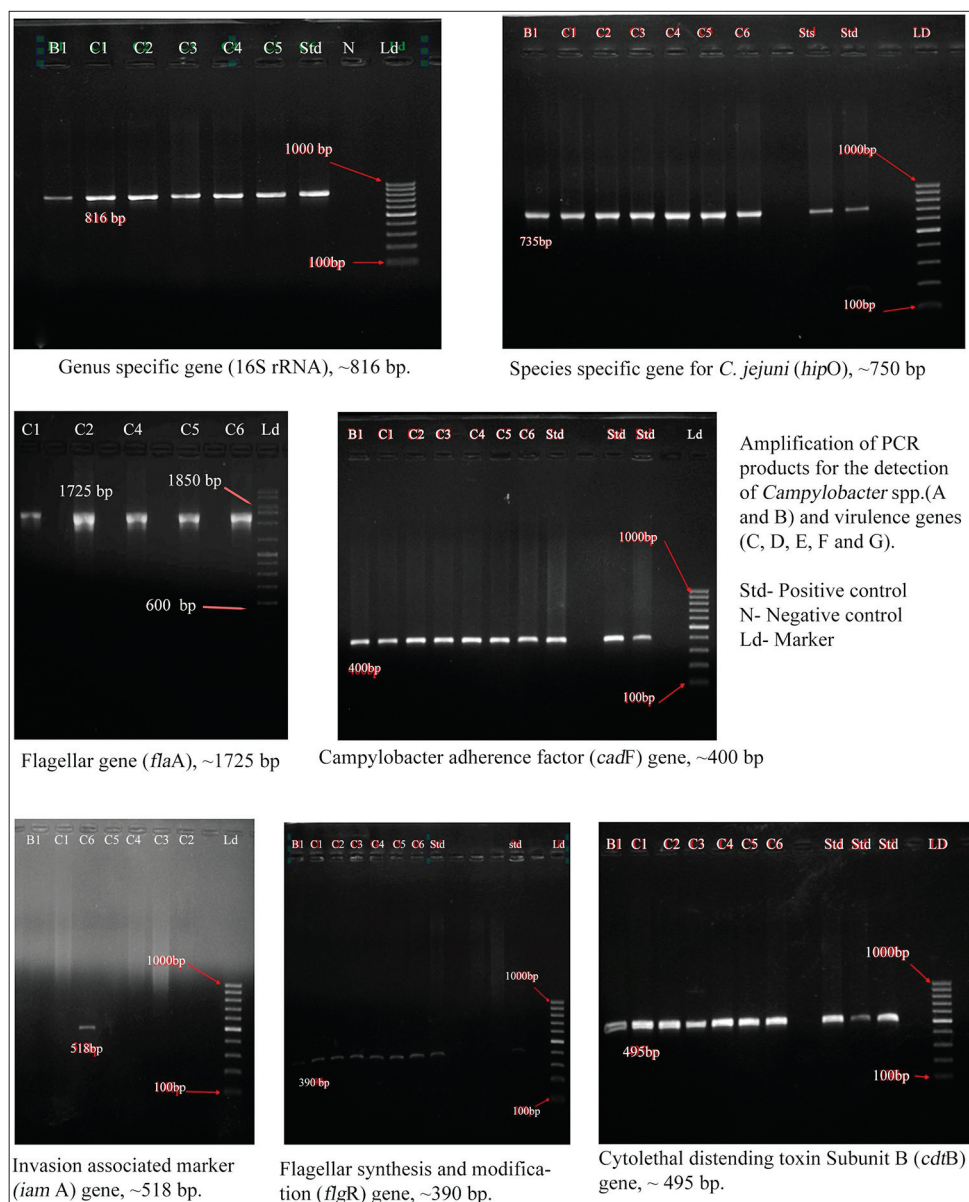 B1 C1 C2 C3 C4 C5 Std N Ld
1000 bp
816 bp
100bp
Genus specific gene (16S rRNA), ~816 bp.
B1 C1 C2 C3 C4 C5 C6 Sts Std LD
1000bp
735bp
100bp
Species specific gene for C. jejuni (hipO), ~750 bp
C1 C2 C4 C5 C6 Ld
1850 bp
1725 bp
600 bp
Flagellar gene (flaA), ~1725 bp
B1 C1 C2 C3 C4 C5 C6 Std Std Std Ld
1000bp
400bp
100bp
Campylobacter adherence factor (cadF) gene, ~400 bp
Amplification of PCR
products for the detection
of Campylobacter spp.(A
and B) and virulence genes
(C, D, E, F and G).
Std- Positive control
N- Negative control
Ld- Marker
B1 C1 C6 C5 C4 C3 C2 Ld
1000bp
518bp
100bp
Invasion associated marker
(iam A) gene, ~518 bp.
B1 C1 C2 C3 C4 C5 C6 Std std Ld
1000bp
390 bp
100bp
Flagellar synthesis and modifica-
tion (flgR) gene, ~390 bp.
B1 C1 C2 C3 C4 C5 C6 Std Std Std LD
1000bp
495bp
100bp
Cytolethal distending toxin Subunit B (cdtB)
gene, ~ 495 bp.